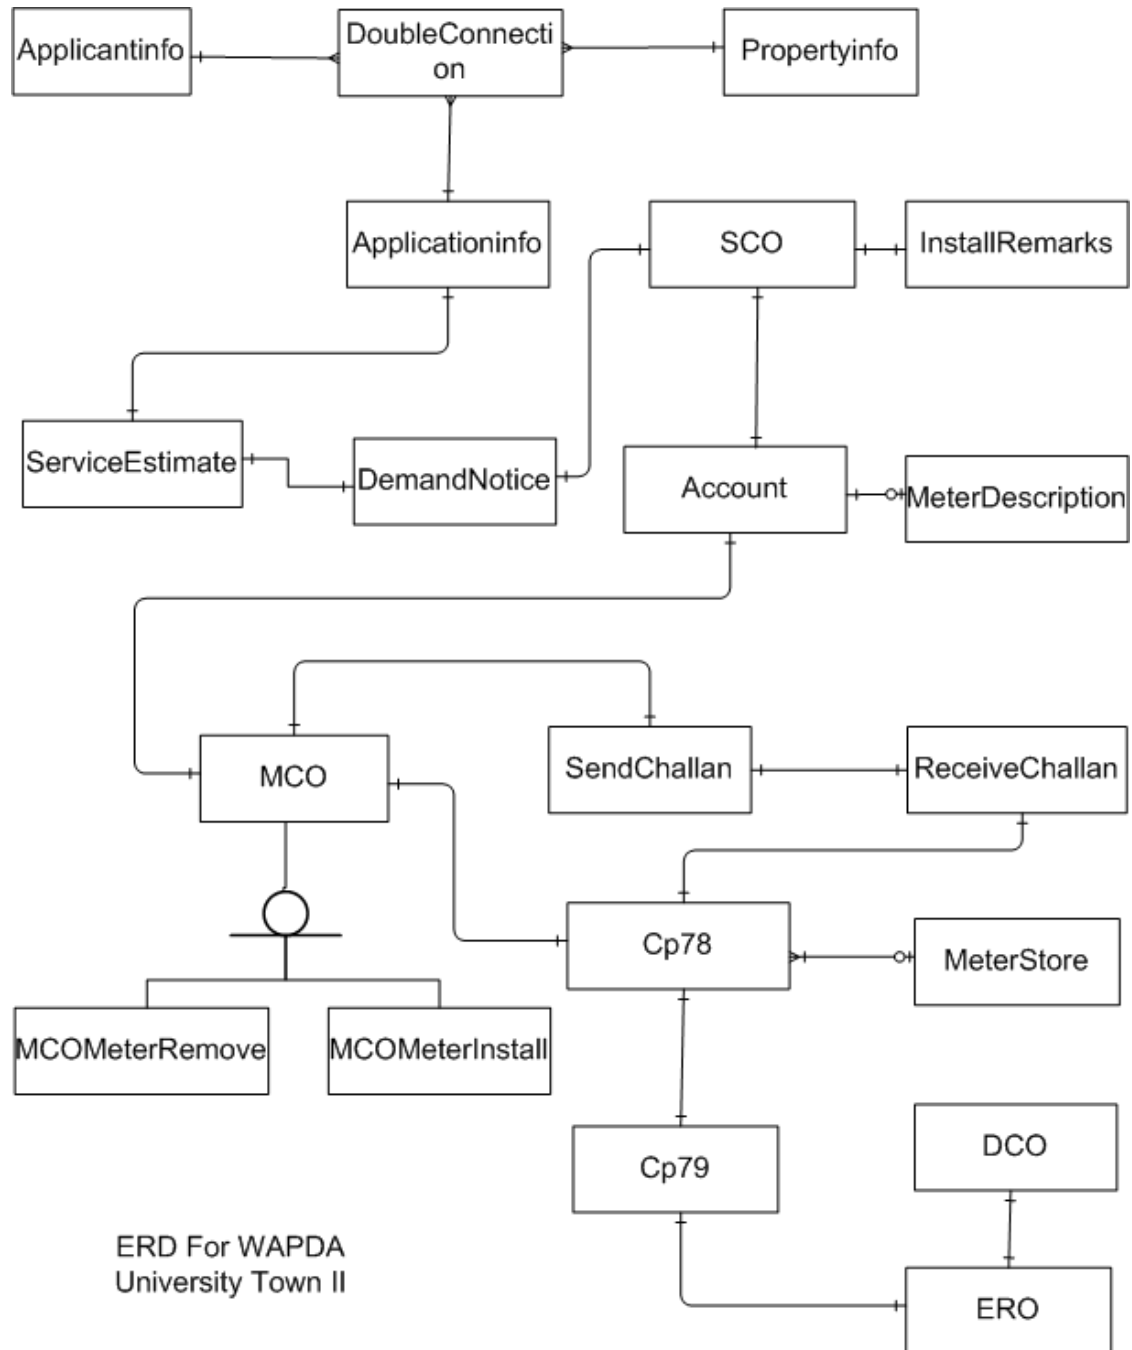 Applicantinfo
DoubleConnecti
on
Propertyinfo
Applicationinfo
SCO
InstallRemarks
ServiceEstimate
DemandNotice
Account
MeterDescription
MCO
SendChallan
ReceiveChallan
Cp78
MeterStore
MCOMeterRemove
MCOMeterInstall
Cp79
DCO
ERD For WAPDA
University Town II
ERO